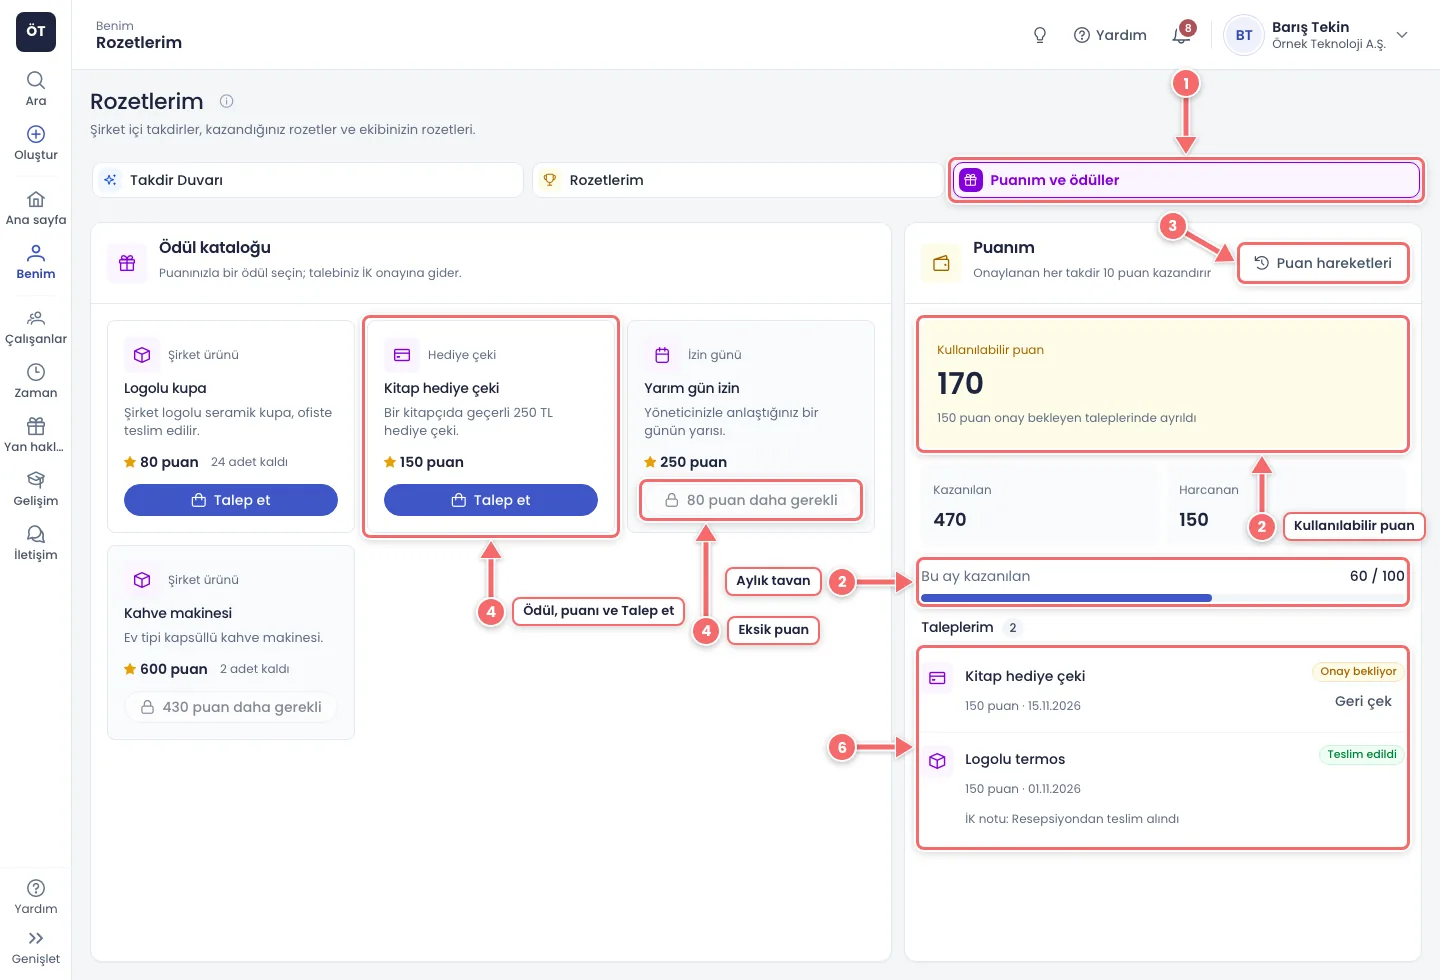 ÖT
Ara
Oluştur
Ana sayfa
Benim
Çalışanlar
Zaman
Yan hakl...
Gelişim
İletişim
Yardım
Genişlet
Benim
Rozetlerim
Yardım
8
BT
Barış Tekin
Örnek Teknoloji A.Ş.
Rozetlerim
Şirket içi takdirler, kazandığınız rozetler ve ekibinizin rozetleri.
1
Takdir Duvarı
Rozetlerim
Puanım ve ödüller
Ödül kataloğu
Puanınızla bir ödül seçin; talebiniz İK onayına gider.
Şirket ürünü
Logolu kupa
Şirket logolu seramik kupa, ofiste
teslim edilir.
80 puan 24 adet kaldı
Talep et
Hediye çeki
Kitap hediye çeki
Bir kitapçıda geçerli 250 TL
hediye çeki.
150 puan
Talep et
İzin günü
Yarım gün izin
Yöneticinizle anlaştığınız bir
günün yarısı.
250 puan
80 puan daha gerekli
Şirket ürünü
Kahve makinesi
Ev tipi kapsüllü kahve makinesi.
600 puan 2 adet kaldı
430 puan daha gerekli
4
Ödül, puanı ve Talep et
4
Eksik puan
Aylık tavan
2
6
3
Puanım
Onaylanan her takdir 10 puan kazandırır
Puan hareketleri
Kullanılabilir puan
170
150 puan onay bekleyen taleplerinde ayrıldı
Kazanılan
470
Harcanan
150
2
Kullanılabilir puan
Bu ay kazanılan
60 / 100
Taleplerim 2
Kitap hediye çeki
Onay bekliyor
150 puan · 15.11.2026
Geri çek
Logolu termos
Teslim edildi
150 puan · 01.11.2026
İK notu: Resepsiyondan teslim alındı